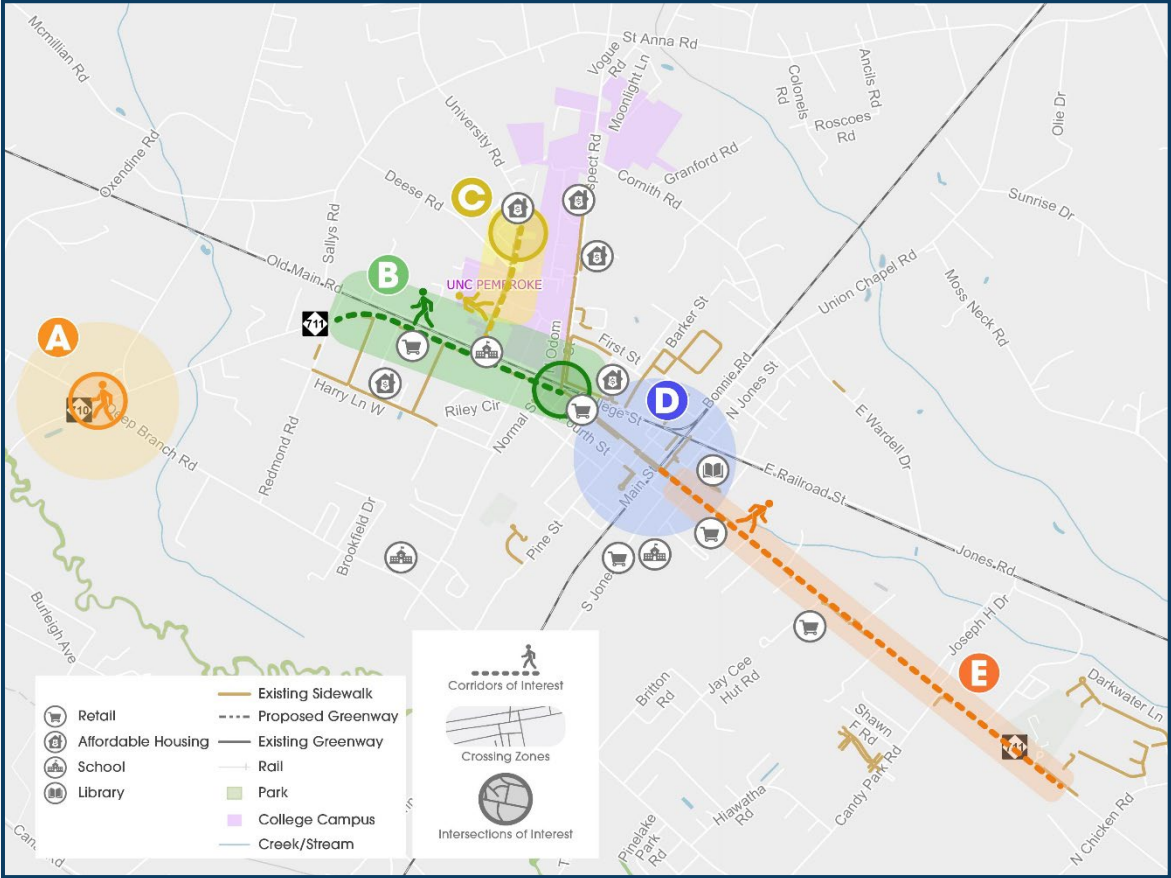 Mcmillian Rd
St Anna Rd
Vogue Rd
Moonlight Ln
Colonels Rd
Ancils Rd
Roscoes Rd
Olie Dr
Oxendine Rd
University Rd
Granford Rd
Cornith Rd
spect Rd
Deese Rd
C
Sunrise Dr
Sallys Rd
Old Main Rd
B
UNC PEMBROKE
Union Chapel Rd
Moss Neck Rd
A
711
Odom
First St
Barker St
Bonnie Rd
N Jones St
710
Deep Branch Rd
Harry Ln W
Riley Cir
Normal S
D
E Wardell Dr
Redmond Rd
Main S
E Railroad St
Brookfield Dr
Pine St
S Jone
Jones Rd
Burleigh Ave
Joseph H Dr
E
Darkwater Ln
Britton Rd
Jay Cee Hut Rd
Shawn F Rd
711
Candy Park Rd
Hiawatha Rd
Pinelake Park Rd
N Chicken Rd
Retail
Affordable Housing
School
Library
Existing Sidewalk
Proposed Greenway
Existing Greenway
Rail
Park
College Campus
Creek/Stream
Corridors of Interest
Crossing Zones
Intersections of Interest